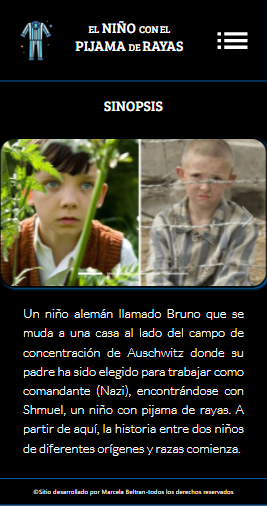 EL NIÑO CON EL
PIJAMA DE RAYAS
SINOPSIS
Un niño alemán llamado Bruno que se
muda a una casa al lado del campo de
concentración de Auschwitz donde su
padre ha sido elegido para trabajar como
comandante (Nazi), encontrándose con
Shmuel, un niño con pijama de rayas. A
partir de aquí, la historia entre dos niños
de diferentes orígenes y razas comienza.
©Sitio desarrollado por Marcela Beltran-todos los derechos reservados